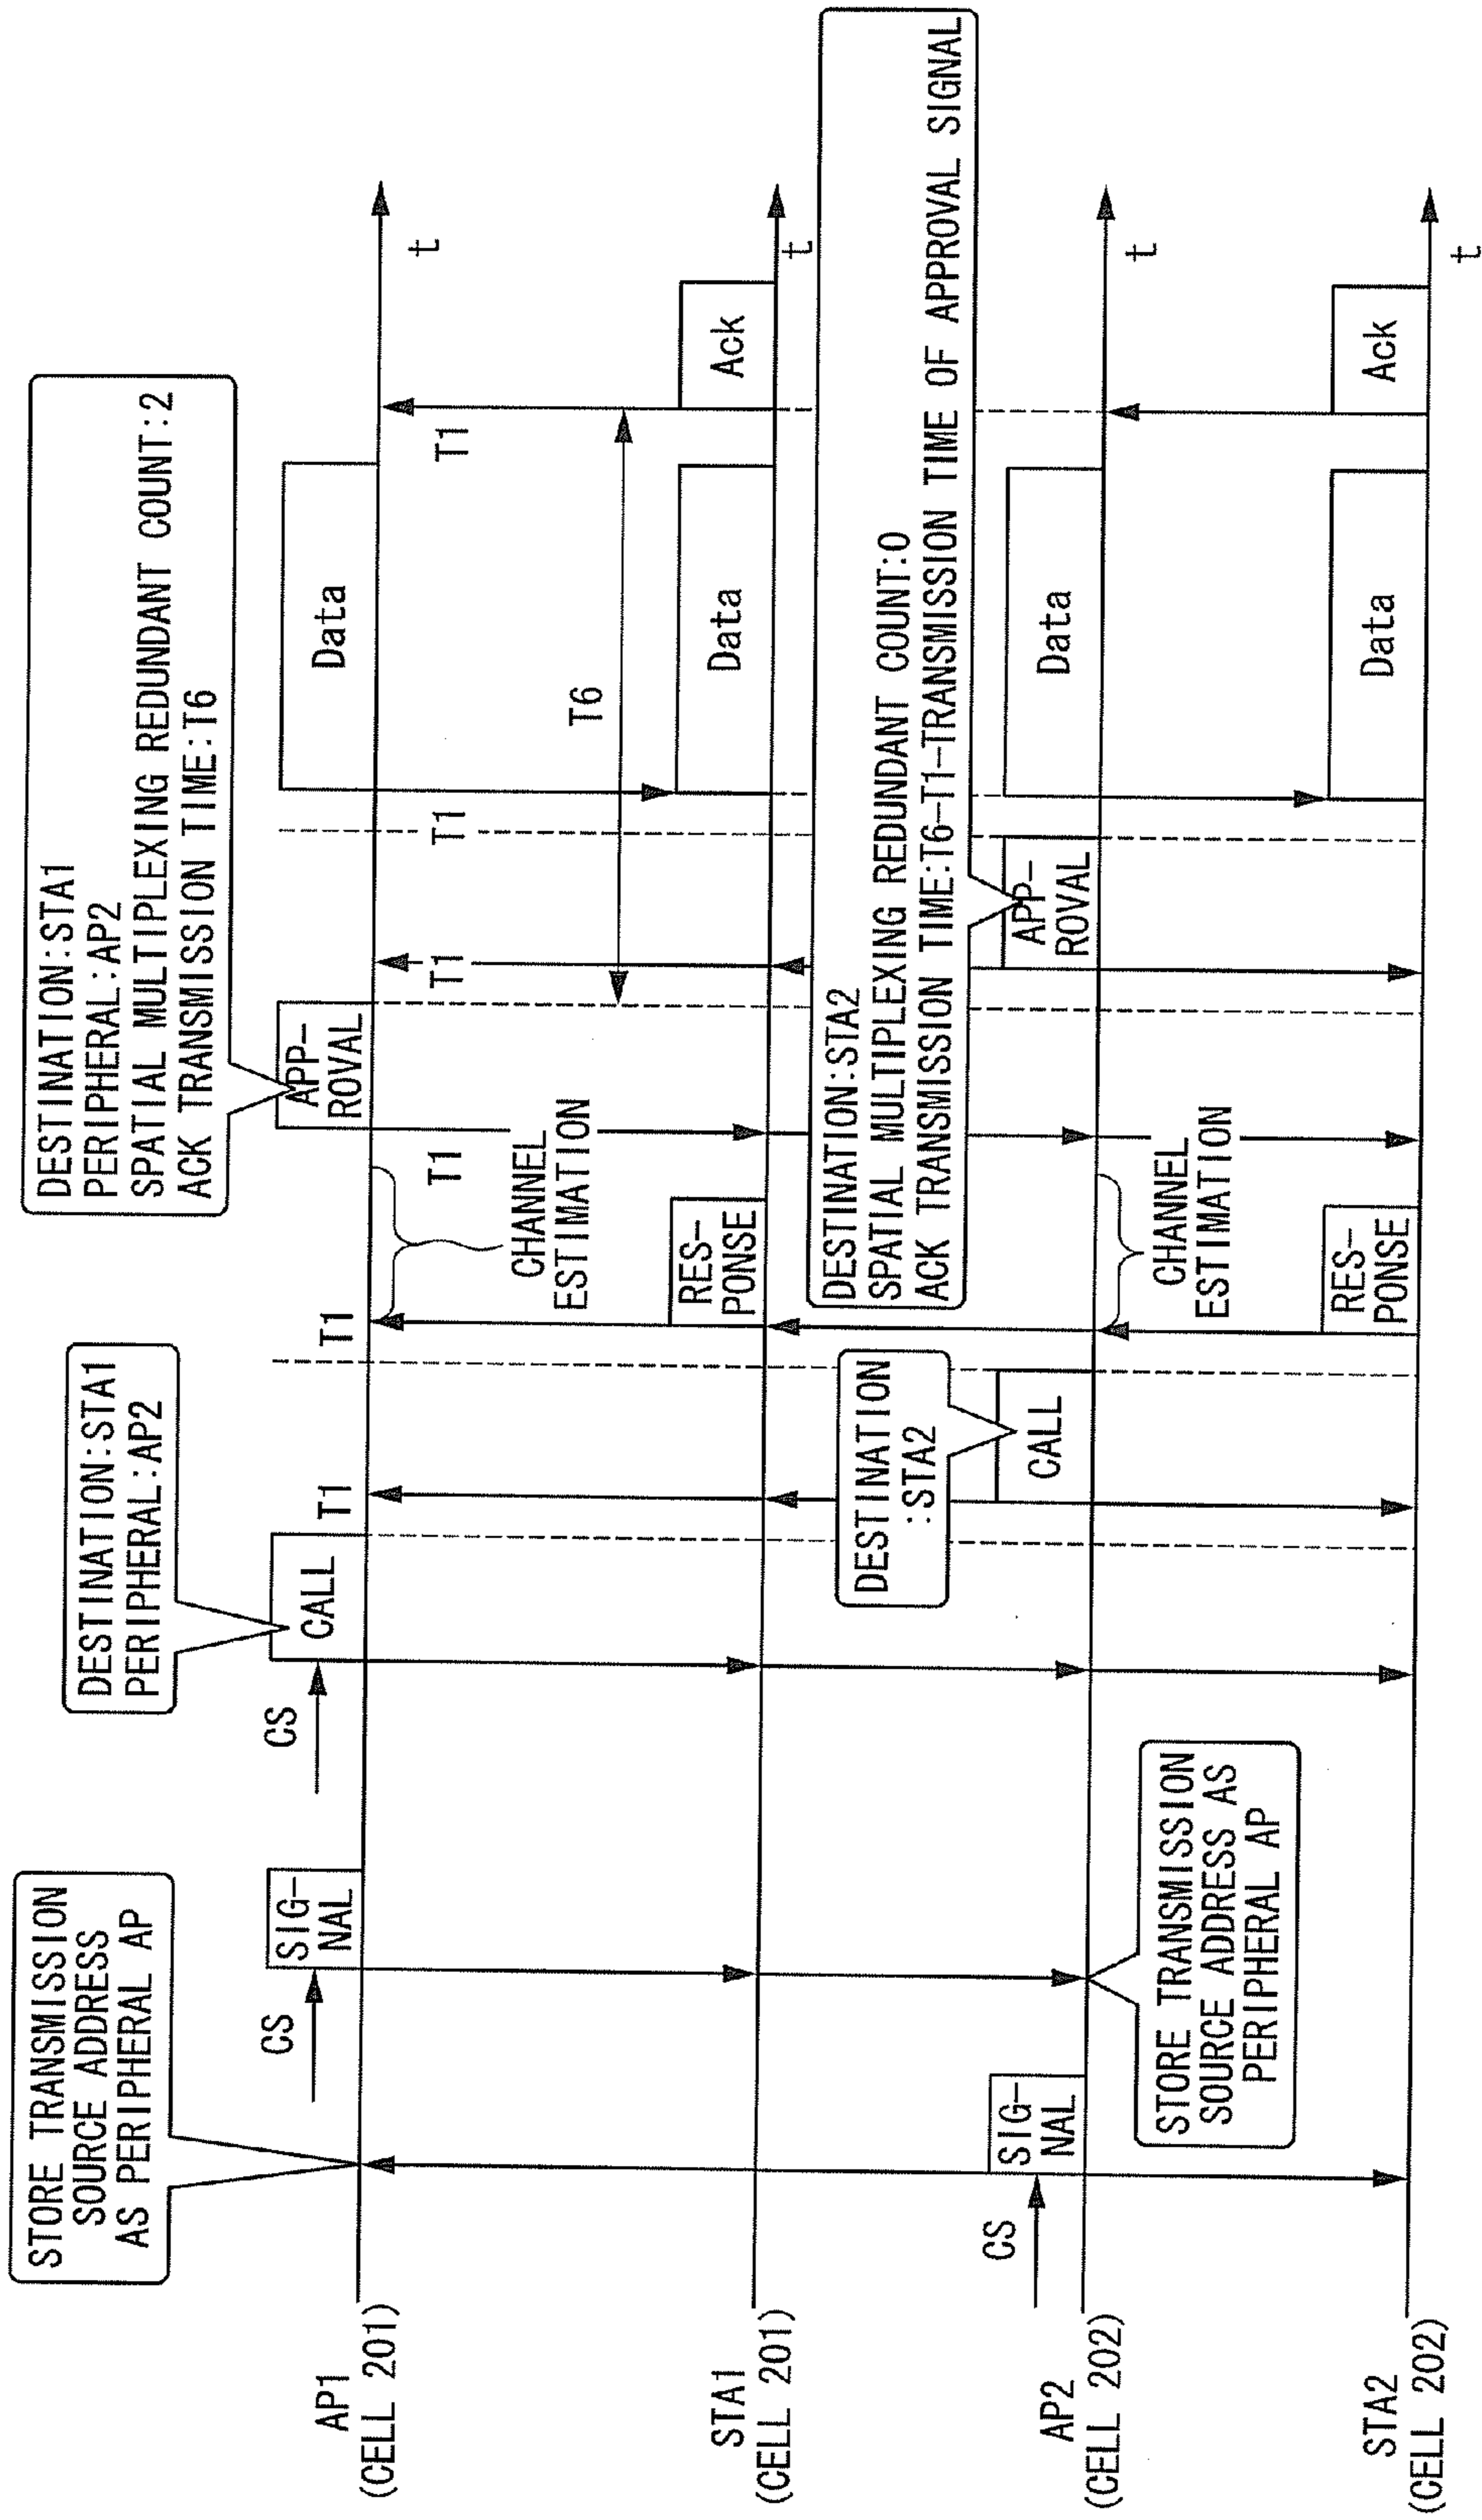 STORE TRANSMISSION
SOURCE ADDRESS
AS PERIPHERAL AP
DESTINATION:STA1
PERIPHERAL:AP2
DESTINATION:STA1
PERIPHERAL:AP2
SPATIAL MULTIPLEXING REDUNDANT COUNT:2
ACK TRANSMISSION TIME:T6
AP1
(CELL 201)
CS
SIG-
NAL
CS
CALL
T1
T1
CHANNEL
ESTIMATION
T1
APP-
ROVAL
T1
T1
Data
T1
t
T6
STA1
(CELL 201)
RES-
PONSE
Data
Ack
t
DESTINATION
:STA2
DESTINATION:STA2
SPATIAL MULTIPLEXING REDUNDANT COUNT:0
ACK TRANSMISSION TIME:T6-T1-TRANSMISSION TIME OF APPROVAL SIGNAL
AP2
(CELL 202)
CS
SIG-
NAL
CALL
APP-
ROVAL
Data
t
STORE TRANSMISSION
SOURCE ADDRESS AS
PERIPHERAL AP
CHANNEL
ESTIMATION
STA2
(CELL 202)
RES-
PONSE
Data
Ack
t